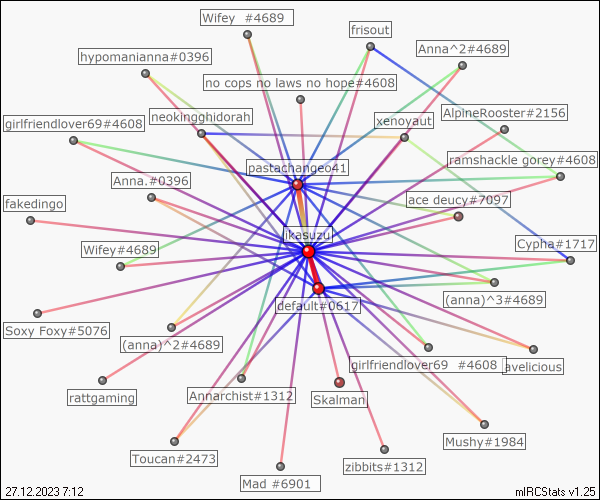 Wifey  #4689
frisout
Anna^2#4689
hypomanianna#0396
no cops no laws no hope#4608
AlpineRooster#2156
girlfriendlover69#4608
neokingghidorah
xenoyaut
pastachangeo41
ramshackle gorey#4608
Anna.#0396
ace deucy#7097
fakedingo
jkasuzu
Wifey#4689
Cypha#1717
default#0617
(anna)^3#4689
Soxy Foxy#5076
(anna)^2#4689
girlfriendlover69  #4608
avelicious
rattgaming
Annarchist#1312
Skalman
Mushy#1984
Toucan#2473
zibbits#1312
Mad #6901
27.12.2023 7:12
mIRCStats v1.25